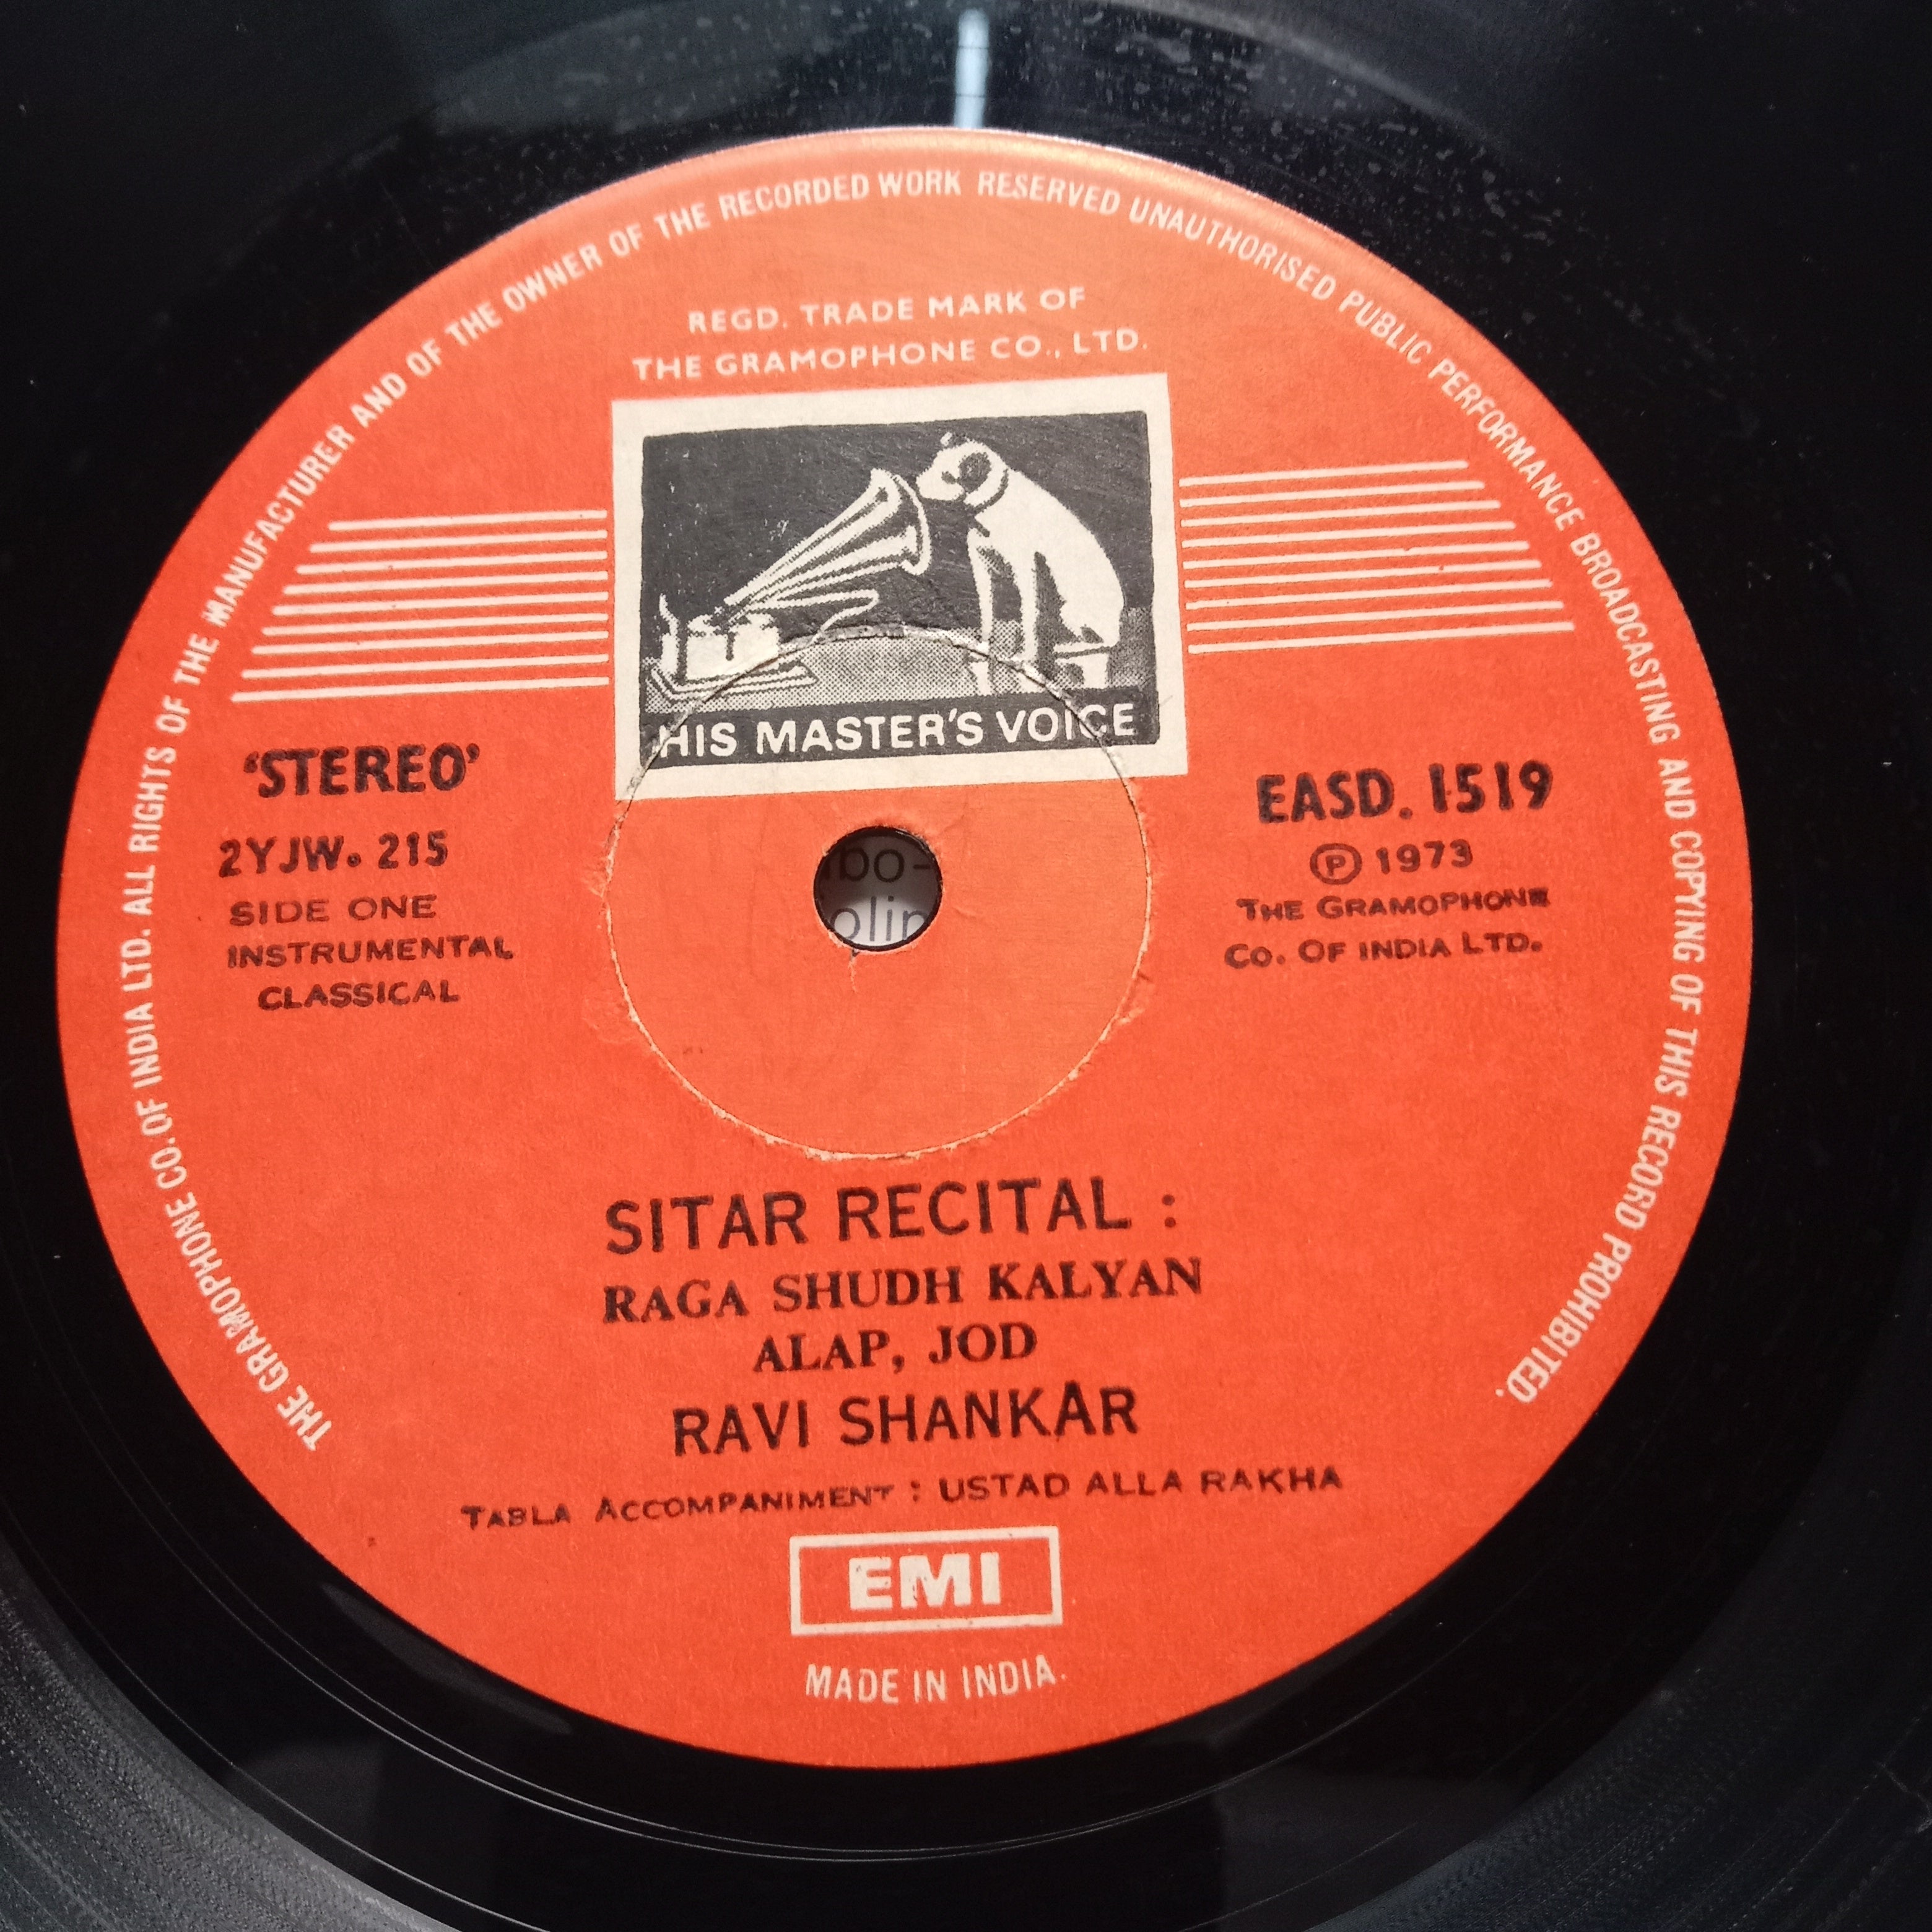 THE GRAMOPHONE CO. OF INDIA LTD. ALL RIGHTS OF THE MANUFACTURER AND OF THE OWNER OF THE RECORDED WORK RESERVED UNAUTHORISED PUBLIC PERFORMANCE BROADCASTING AND COPYING OF THIS RECORD PROHIBITED.
REGD. TRADE MARK OF
THE GRAMOPHONE CO., LTD.
HIS MASTER'S VOICE
'STEREO'
2YJW. 215
SIDE ONE
INSTRUMENTAL
CLASSICAL
EASD. 1519
Ⓟ 1973
THE GRAMOPHONE
CO. OF INDIA LTD.
SITAR RECITAL :
RAGA SHUDH KALYAN
ALAP, JOD
RAVI SHANKAR
TABLA ACCOMPANIMENT : USTAD ALLA RAKHA
EMI
MADE IN INDIA.